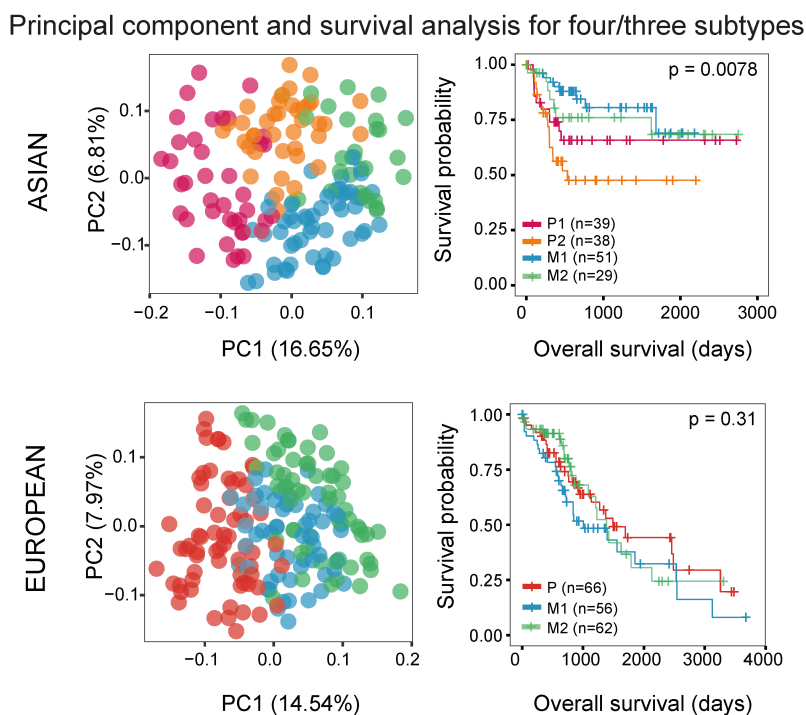 Principal component and survival analysis for four/three subtypes
ASIAN
PC2 (6.81%)
0.1
0.0
−0.1
−0.2
−0.1
0.0
0.1
PC1 (16.65%)
Survival probability
1.00
0.75
0.50
0.25
0.00
p = 0.0078
P1 (n=39)
P2 (n=38)
M1 (n=51)
M2 (n=29)
0
1000
2000
3000
Overall survival (days)
EUROPEAN
PC2 (7.97%)
0.1
0.0
−0.1
−0.1
0.0
0.1
0.2
PC1 (14.54%)
Survival probability
1.00
0.75
0.50
0.25
0.00
p = 0.31
P (n=66)
M1 (n=56)
M2 (n=62)
0
1000
2000
3000
4000
Overall survival (days)